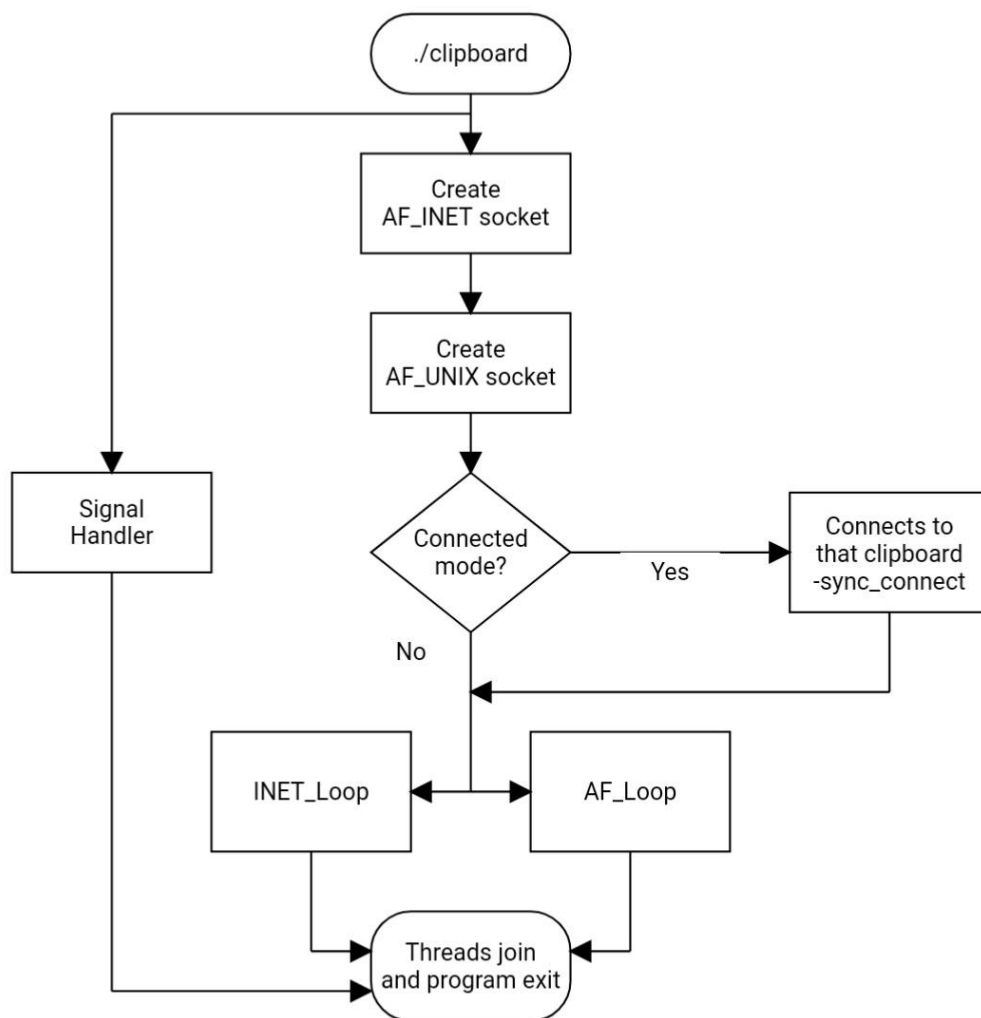 ./clipboard
Create
AF_INET socket
Create
AF_UNIX socket
Signal
Handler
Connected
mode?
Yes
Connects to
that clipboard
-sync_connect
No
INET_Loop
AF_Loop
Threads join
and program exit